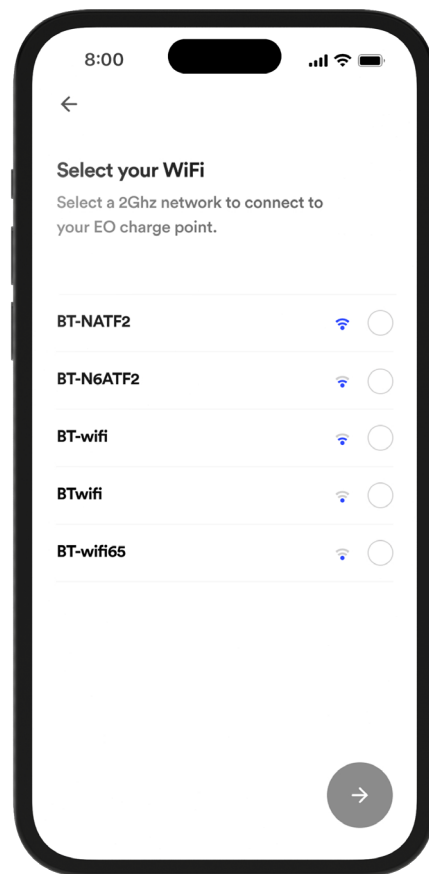 8:00
Select your WiFi
Select a 2Ghz network to connect to
your EO charge point.
BT-NATF2
BT-N6ATF2
BT-wifi
BTwifi
BT-wifi65